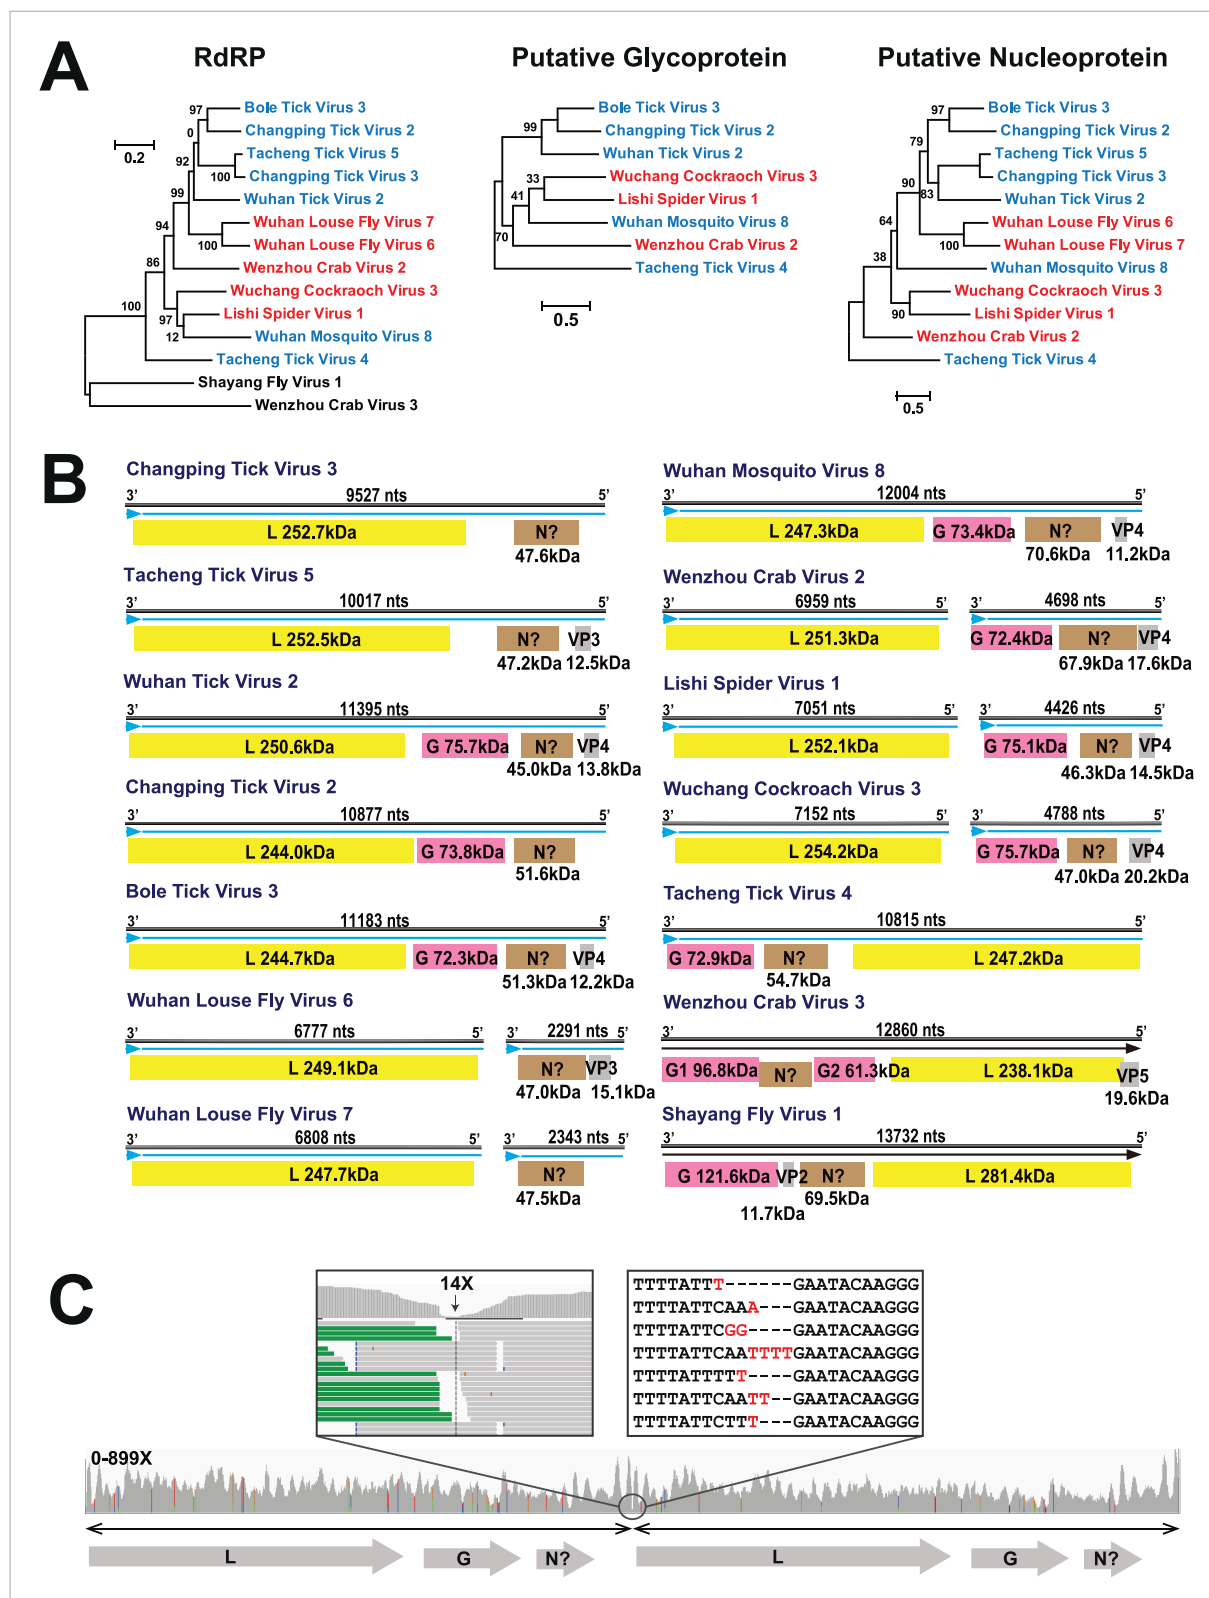 A
RdRP
Putative Glycoprotein
Putative Nucleoprotein
0.2
97
0
92
100
99
94
100
86
97
12
100
Bole Tick Virus 3
Changping Tick Virus 2
Tacheng Tick Virus 5
Changping Tick Virus 3
Wuhan Tick Virus 2
Wuhan Louse Fly Virus 7
Wuhan Louse Fly Virus 6
Wenzhou Crab Virus 2
Wuchang Cockraoch Virus 3
Lishi Spider Virus 1
Wuhan Mosquito Virus 8
Tacheng Tick Virus 4
Shayang Fly Virus 1
Wenzhou Crab Virus 3
99
33
41
70
Bole Tick Virus 3
Changping Tick Virus 2
Wuhan Tick Virus 2
Wuchang Cockraoch Virus 3
Lishi Spider Virus 1
Wuhan Mosquito Virus 8
Wenzhou Crab Virus 2
Tacheng Tick Virus 4
0.5
97
79
90
83
64
100
38
90
Bole Tick Virus 3
Changping Tick Virus 2
Tacheng Tick Virus 5
Changping Tick Virus 3
Wuhan Tick Virus 2
Wuhan Louse Fly Virus 6
Wuhan Louse Fly Virus 7
Wuhan Mosquito Virus 8
Wuchang Cockraoch Virus 3
Lishi Spider Virus 1
Wenzhou Crab Virus 2
Tacheng Tick Virus 4
0.5
B
Changping Tick Virus 3
3’ 9527 nts 5’
L 252.7kDa N?
47.6kDa
Tacheng Tick Virus 5
3’ 10017 nts 5’
L 252.5kDa N? VP3
47.2kDa 12.5kDa
Wuhan Tick Virus 2
3’ 11395 nts 5’
L 250.6kDa G 75.7kDa N? VP4
45.0kDa 13.8kDa
Changping Tick Virus 2
3’ 10877 nts 5’
L 244.0kDa G 73.8kDa N?
51.6kDa
Bole Tick Virus 3
3’ 11183 nts 5’
L 244.7kDa G 72.3kDa N? VP4
51.3kDa 12.2kDa
Wuhan Louse Fly Virus 6
3’ 6777 nts 5’ 3’ 2291 nts 5’
L 249.1kDa N? VP3
47.0kDa 15.1kDa
Wuhan Louse Fly Virus 7
3’ 6808 nts 5’ 3’ 2343 nts 5’
L 247.7kDa N?
47.5kDa
Wuhan Mosquito Virus 8
3’ 12004 nts 5’
L 247.3kDa G 73.4kDa N? VP4
70.6kDa 11.2kDa
Wenzhou Crab Virus 2
3’ 6959 nts 5’ 3’ 4698 nts 5’
L 251.3kDa G 72.4kDa N? VP4
67.9kDa 17.6kDa
Lishi Spider Virus 1
3’ 7051 nts 5’ 3’ 4426 nts 5’
L 252.1kDa G 75.1kDa N? VP4
46.3kDa 14.5kDa
Wuchang Cockroach Virus 3
3’ 7152 nts 5’ 3’ 4788 nts 5’
L 254.2kDa G 75.7kDa N? VP4
47.0kDa 20.2kDa
Tacheng Tick Virus 4
3’ 10815 nts 5’
G 72.9kDa N? L 247.2kDa
54.7kDa
Wenzhou Crab Virus 3
3’ 12860 nts 5’
G1 96.8kDa N? G2 61.3kDa L 238.1kDa VP5
19.6kDa
Shayang Fly Virus 1
3’ 13732 nts 5’
G 121.6kDa VP2 N? L 281.4kDa
11.7kDa 69.5kDa
C
14X
TTTTATTT------GAATACAAGGG
TTTTATTCAAA---GAATACAAGGG
TTTTATTCGG----GAATACAAGGG
TTTTATTCAATTTTGAATACAAGGG
TTTTATTTTT----GAATACAAGGG
TTTTATTCAATT--GAATACAAGGG
TTTTATTCTTT---GAATACAAGGG
0-899X
L G N? L G N?